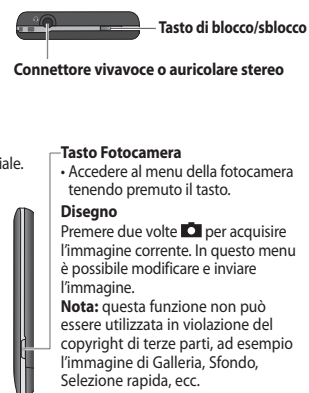 Tasto di blocco/sblocco
Connettore vivavoce o auricolare stereo
iale.
Tasto Fotocamera
• Accedere al menu della fotocamera
tenendo premuto il tasto.
Disegno
Premere due volte per acquisire
l’immagine corrente. In questo menu
è possibile modificare e inviare
l’immagine.
Nota: questa funzione non può
essere utilizzata in violazione del
copyright di terze parti, ad esempio
l’immagine di Galleria, Sfondo,
Selezione rapida, ecc.